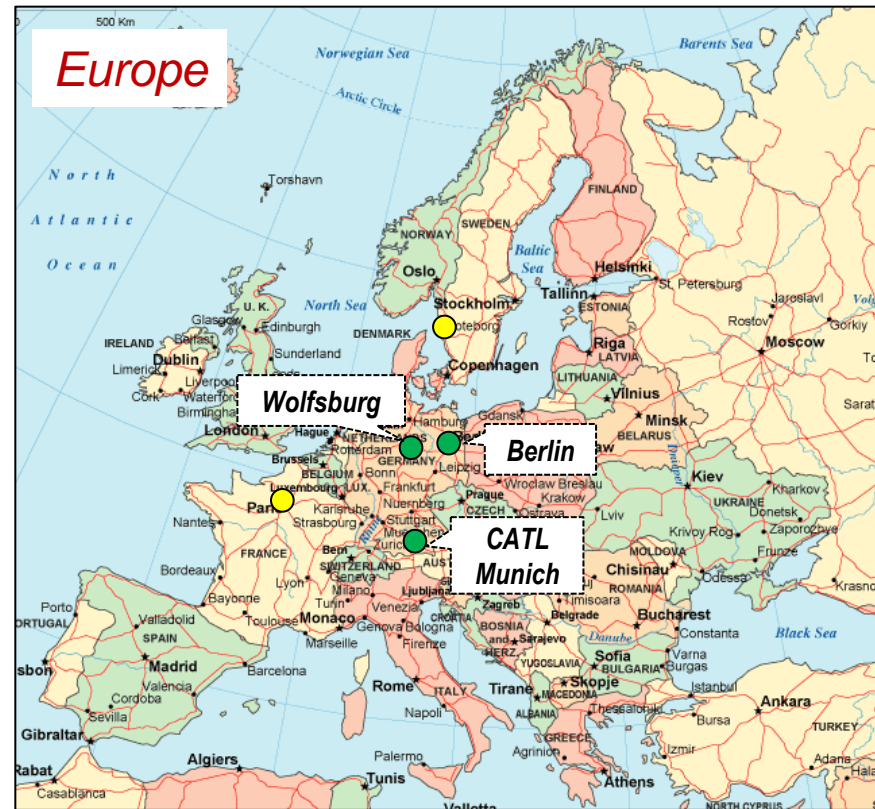 500 Km
Europe
Norwegian Sea
Barents Sea
Arctic Circle
North
Atlantic
Ocean
Torshavn
FINLAND
SWEDEN
NORWAY
Baltic
Sea
Oslo
Helsinki
St. Petersburg
Stockholm
Tallinn
ESTONIA
Jaroslavl
Rostov
Gorkiy
Moscow
North Sea
U. K.
Glasgow
Edinburgh
Belfast
IRELAND
Dublin
Sunderland
Limerick
Liverpool
Cork
Waterford
Birmingham
London
DENMARK
Copenhagen
Riga
LATVIA
LITHUANIA
Vilnius
Minsk
BELARUS
Wolfsburg
Hamburg
Gdansk
Berlin
Hague
Rotterdam
GERMANY
Leipzig
Brussels
BELGIUM
Bonn
Wroclaw Breslau
Luxembourg
LUX.
Frankfurt
Prague
Krakow
CZECH
Ostrava
Dnieper
Kiev
Kharkov
UKRAINE
Donetsk
Lviv
Krivoy Rog
Zaporozhye
Frunze
Nantes
Karlsruhe
Nuernberg
Strasbourg
Stuttgart
Rhine
Muenchen
Zurich
CATL
Munich
Bern
SWITZERLAND
FRANCE
Geneva
Lyon
Milano
Turin
Venezia
Ljubljana
Zagreb
CROATIA
MOLDOVA
Chisinau
Odessa
Timisoara
ROMANIA
Bucharest
Belgrade
Constanta
Bordeaux
Bayonne
Toulouse
Monaco
Marseille
Genova
Bologna
Firenze
BOSNIA
and
HERZ.
Sarajevo
YUGOSLAVIA
Danube
Sofia
BULGARIA
Varna
Burgas
Black Sea
Porto
Valladolid
SPAIN
Madrid
Barcelona
Valencia
Cordoba
Sevilla
Gibraltar
Rome
ITALY
Napoli
Tirane
ALBANIA
Skopje
MACEDONIA
Thessaloniki
GREECE
Agrinion
Athens
Istanbul
Bursa
Ankara
TURKEY
Izmir
Adana
Palermo
Rabat
Casablanca
Algiers
Tunis
Valletta
NORTH CYPRUS